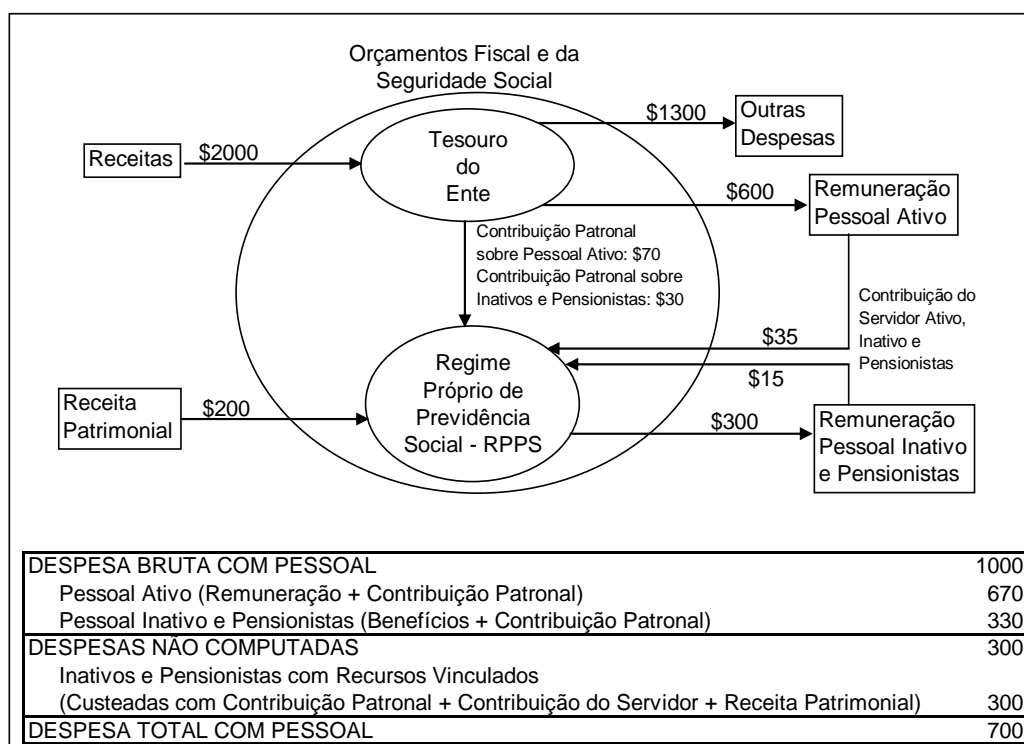 Orçamentos Fiscal e da
Seguridade Social
$1300
Outras
Despesas
Receitas
$2000
Tesouro
do
Ente
$600
Remuneração
Pessoal Ativo
Contribuição Patronal
sobre Pessoal Ativo: $70
Contribuição Patronal sobre
Inativos e Pensionistas: $30
Contribuição do
Servidor Ativo,
Inativo e
Pensionistas
$35
$15
Receita
Patrimonial
$200
Regime
Próprio de
Previdência
Social - RPPS
$300
Remuneração
Pessoal Inativo
e Pensionistas
DESPESA BRUTA COM PESSOAL 1000
Pessoal Ativo (Remuneração + Contribuição Patronal) 670
Pessoal Inativo e Pensionistas (Benefícios + Contribuição Patronal) 330
DESPESAS NÃO COMPUTADAS 300
Inativos e Pensionistas com Recursos Vinculados
(Custeadas com Contribuição Patronal + Contribuição do Servidor + Receita Patrimonial) 300
DESPESA TOTAL COM PESSOAL 700